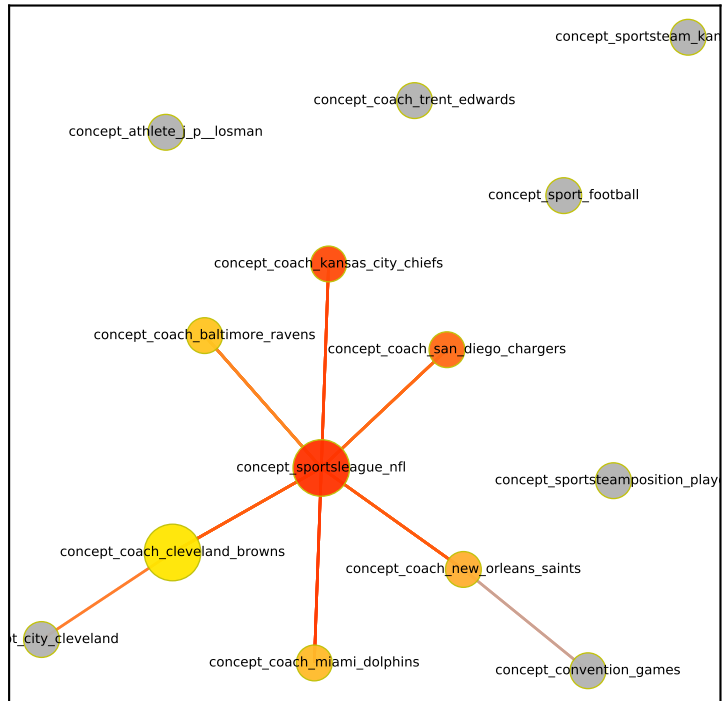 concept_sportsteam_kan
concept_coach_trent_edwards
concept_athlete_j_p__losman
concept_sport_football
concept_coach_kansas_city_chiefs
concept_coach_baltimore_ravens
concept_coach_san_diego_chargers
concept_sportsleague_nfl
concept_sportsteamposition_playe
concept_coach_cleveland_browns
concept_coach_new_orleans_saints
pt_city_cleveland
concept_coach_miami_dolphins
concept_convention_games